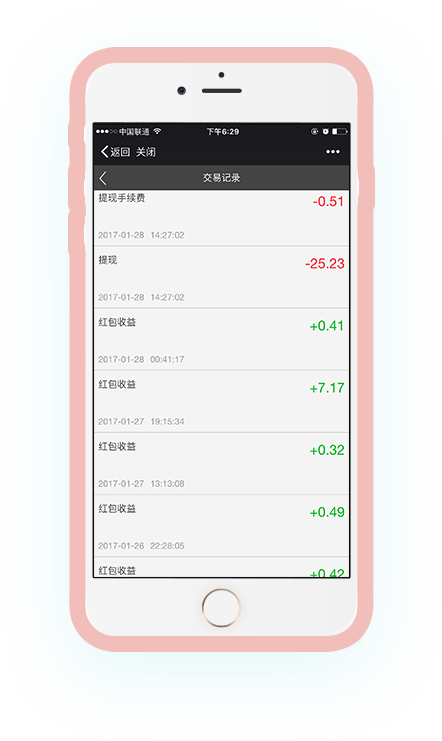 中国联通 下午6:29
返回 关闭 •••
交易记录
提现手续费 -0.51
2017-01-28 14:27:02
提现 -25.23
2017-01-28 14:27:02
红包收益 +0.41
2017-01-28 00:41:17
红包收益 +7.17
2017-01-27 19:15:34
红包收益 +0.32
2017-01-27 13:13:08
红包收益 +0.49
2017-01-26 22:28:05
红包收益 +0.42